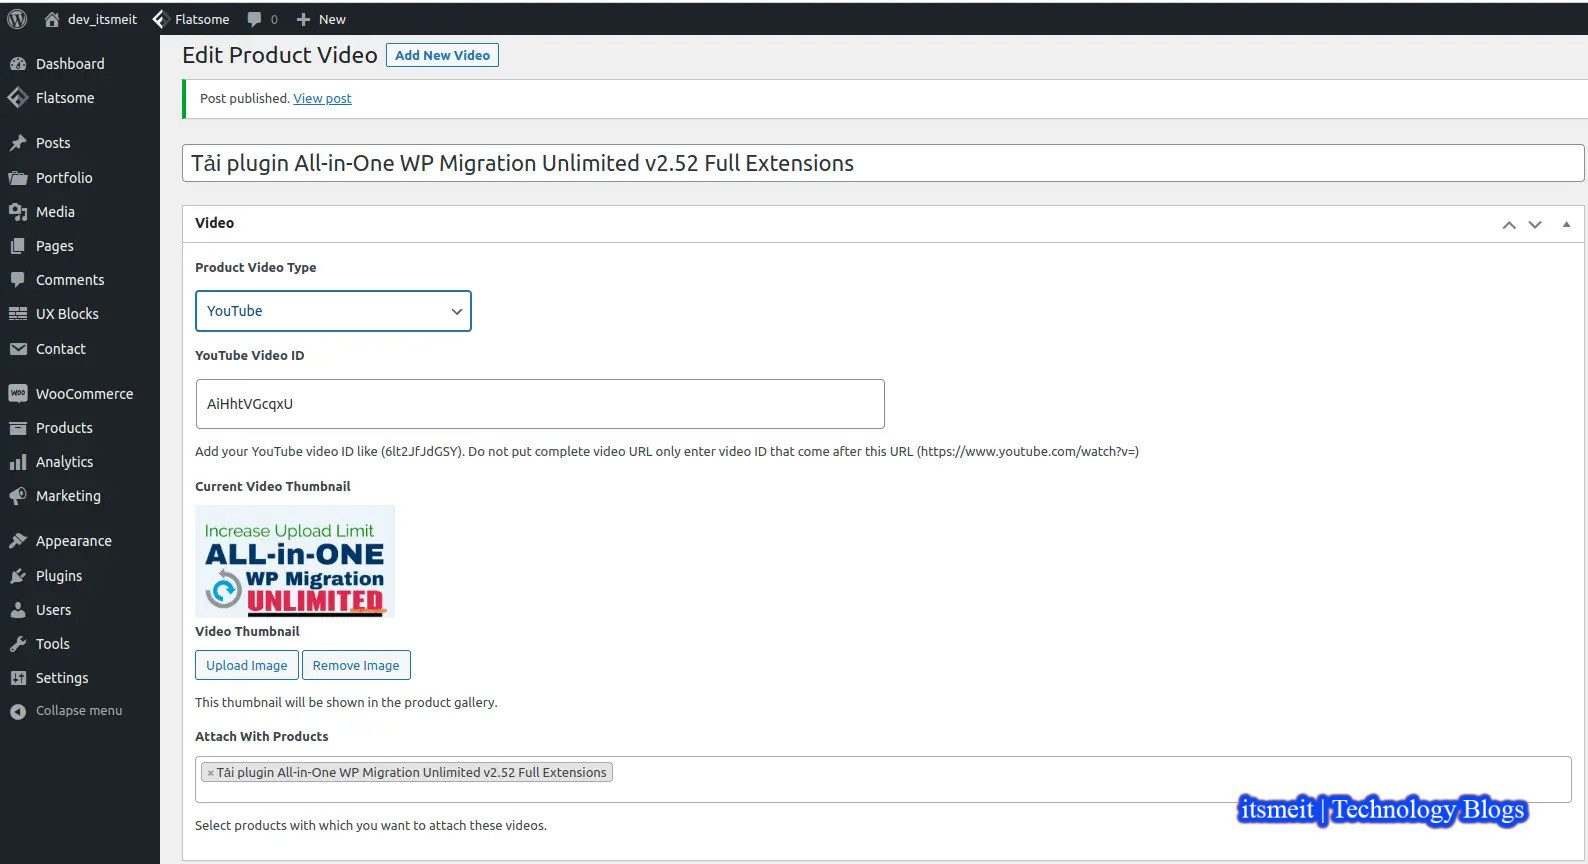 dev_itsmeit Flatsome 0 New
Dashboard
Flatsome
Posts
Portfolio
Media
Pages
Comments
UX Blocks
Contact
WooCommerce
Products
Analytics
Marketing
Appearance
Plugins
Users
Tools
Settings
Collapse menu
Edit Product Video Add New Video
Post published. View post
Tải plugin All-in-One WP Migration Unlimited v2.52 Full Extensions
Video
Product Video Type
YouTube
YouTube Video ID
AiHhtVGcqxU
Add your YouTube video ID like (6lt2JfJdGSY). Do not put complete video URL only enter video ID that come after this URL (https://www.youtube.com/watch?v=)
Current Video Thumbnail
Increase Upload Limit
ALL-in-ONE
WP Migration
UNLIMITED
Video Thumbnail
Upload Image Remove Image
This thumbnail will be shown in the product gallery.
Attach With Products
× Tải plugin All-in-One WP Migration Unlimited v2.52 Full Extensions
itsmeit | Technology Blogs
Select products with which you want to attach these videos.